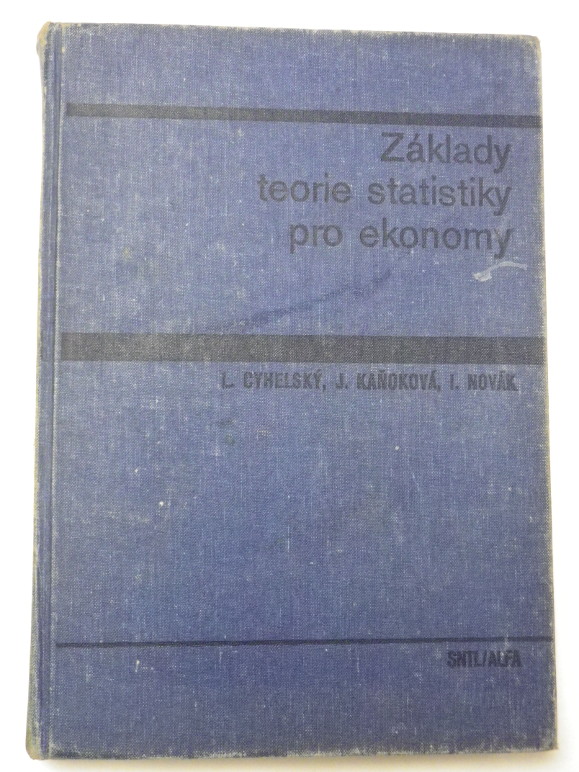 Základy
teorie statistiky
pro ekonomy
L. CYHELSKÝ, J. KAŇOKOVÁ, I. NOVÁK
SNTL/ALFA